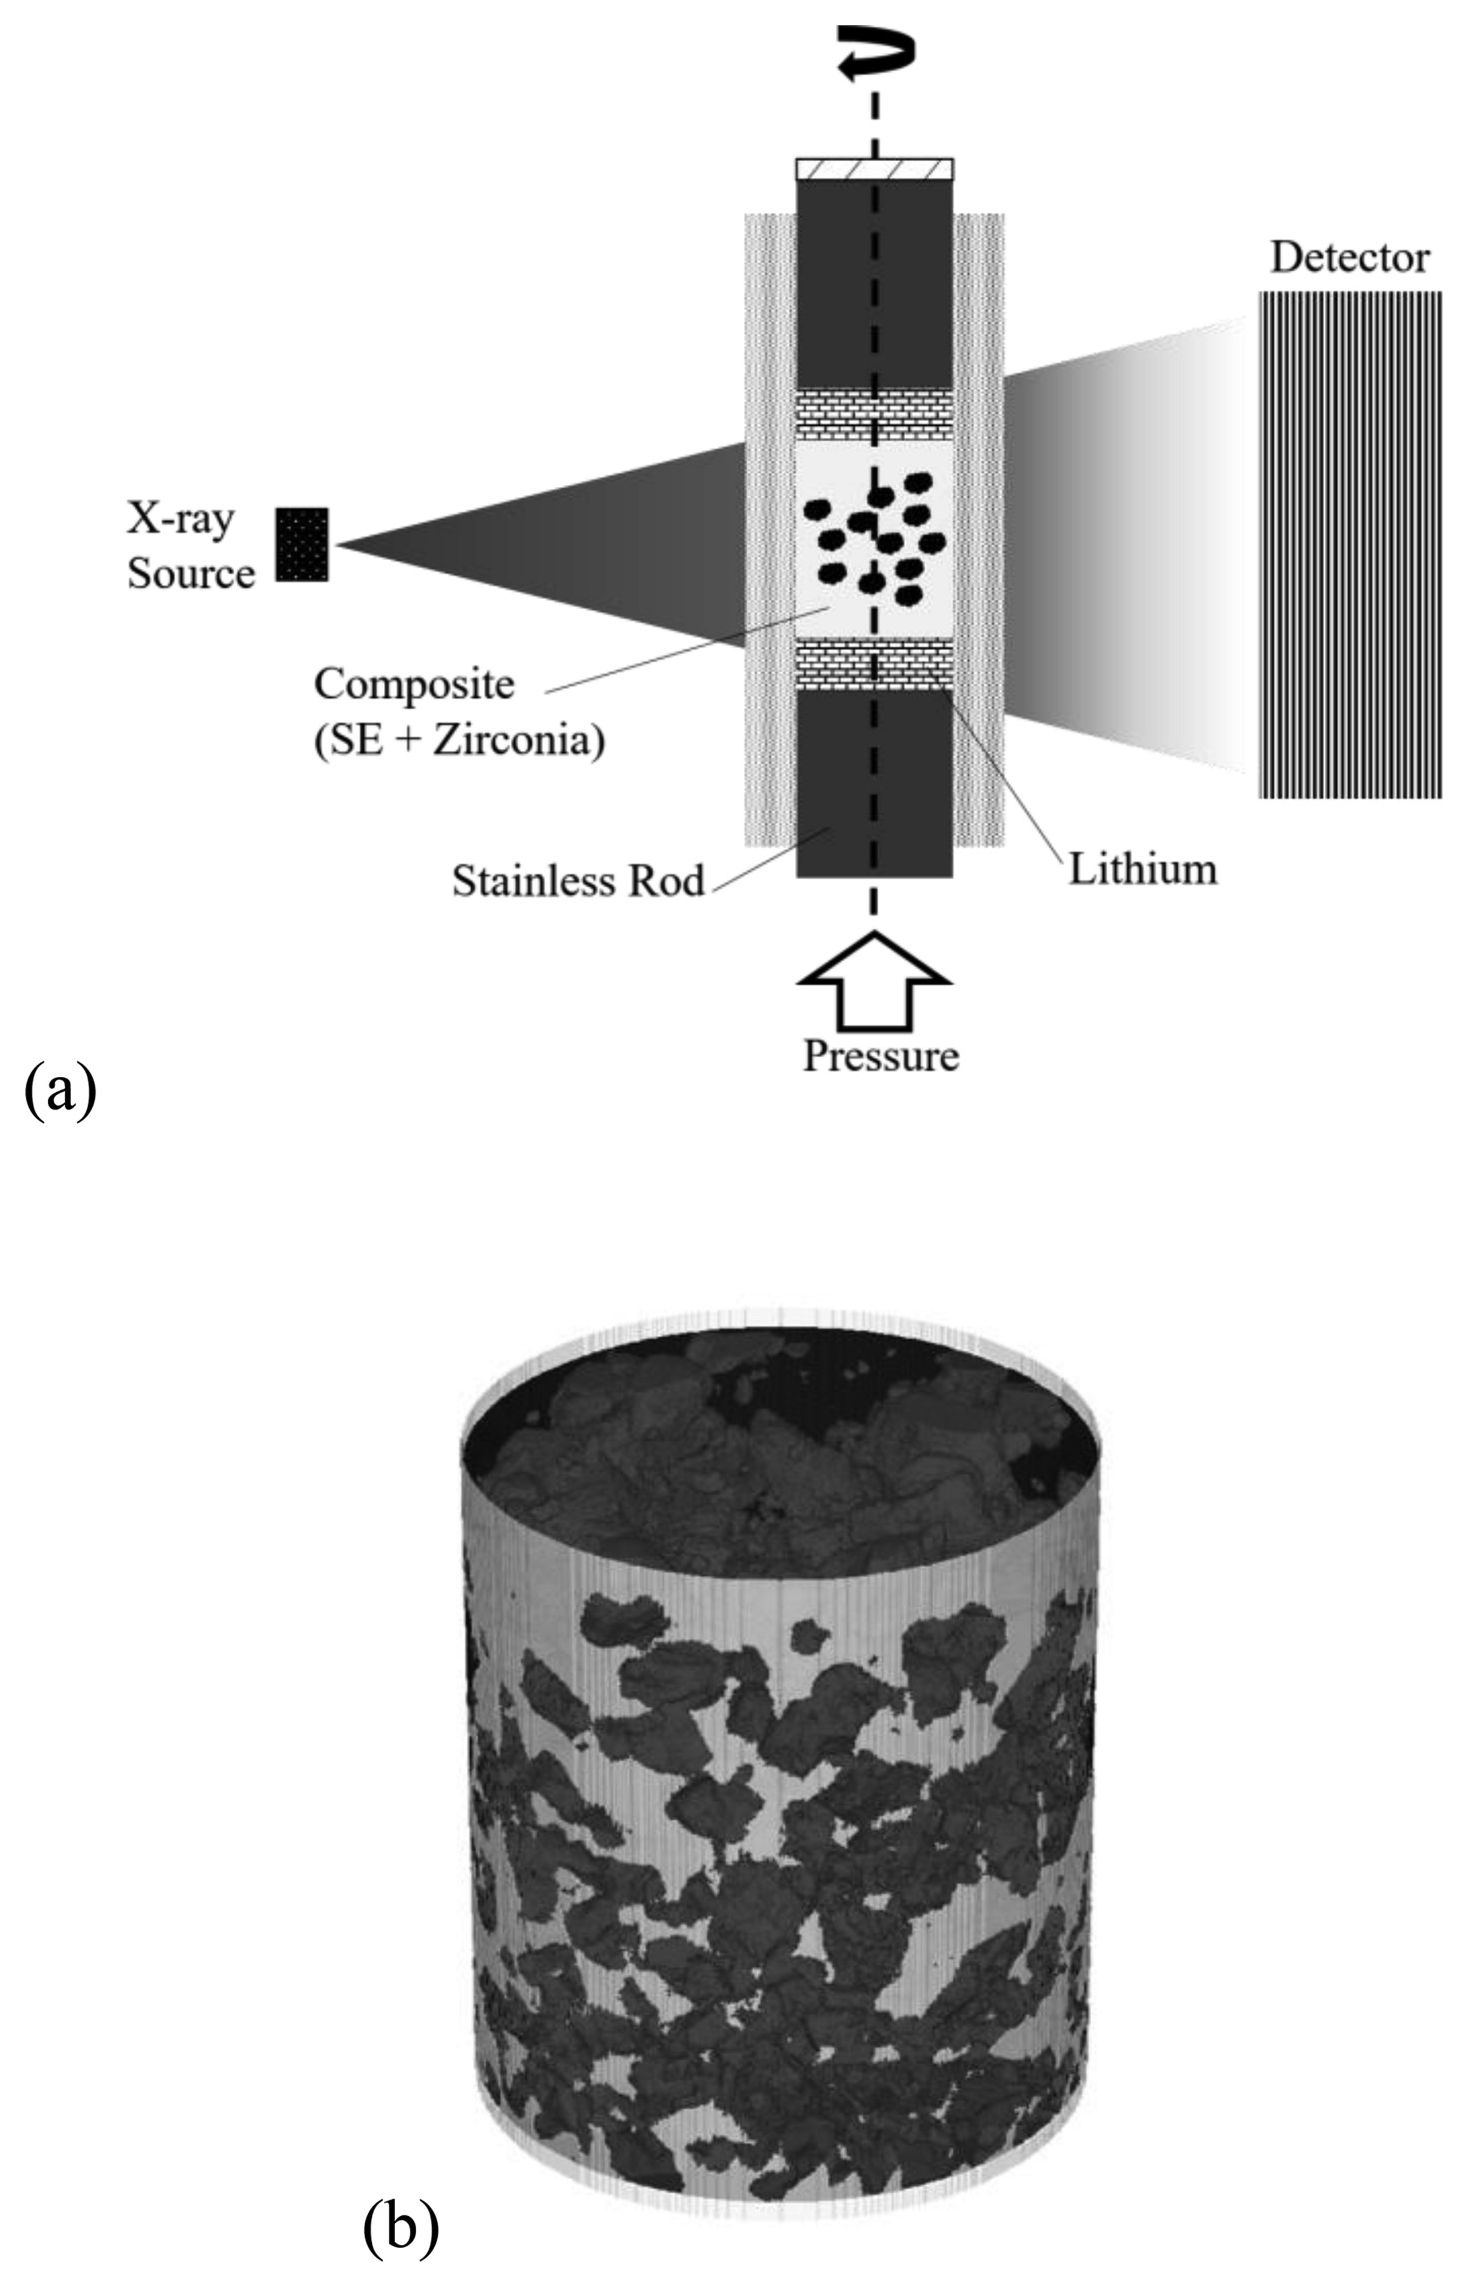 Detector
X-ray
Source
Composite
(SE + Zirconia)
Stainless Rod
Lithium
Pressure
(a)
(b)